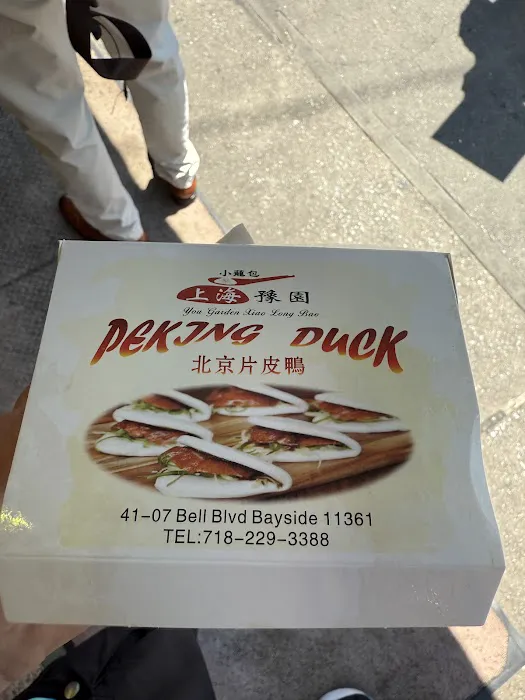 小籠包
上海 豫園
You Garden Xiao Long Bao
PEKING DUCK
北京片皮鴨
41-07 Bell Blvd Bayside 11361
TEL:718-229-3388